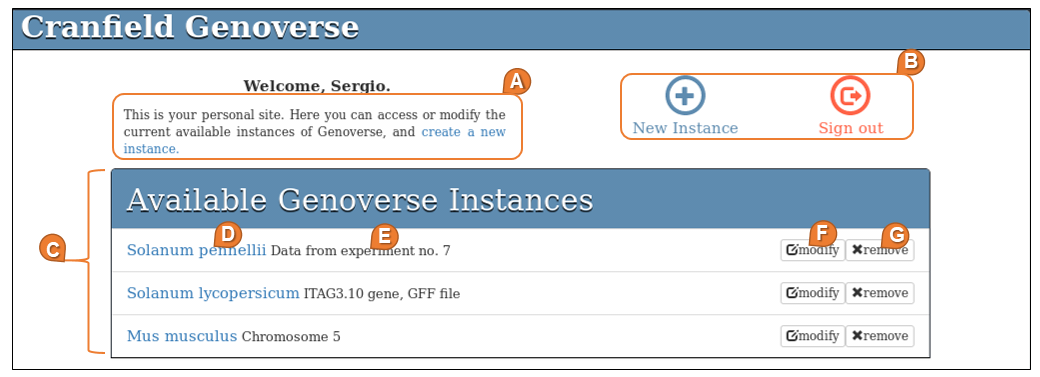 Cranfield Genoverse
B
Welcome, Sergio.
A
This is your personal site. Here you can access or modify the
current available instances of Genoverse, and create a new
instance.
New Instance
Sign out
Available Genoverse Instances
D
E
F
G
C
Solanum pennellii Data from experiment no. 7 modify remove
Solanum lycopersicum ITAG3.10 gene, GFF file modify remove
Mus musculus Chromosome 5 modify remove